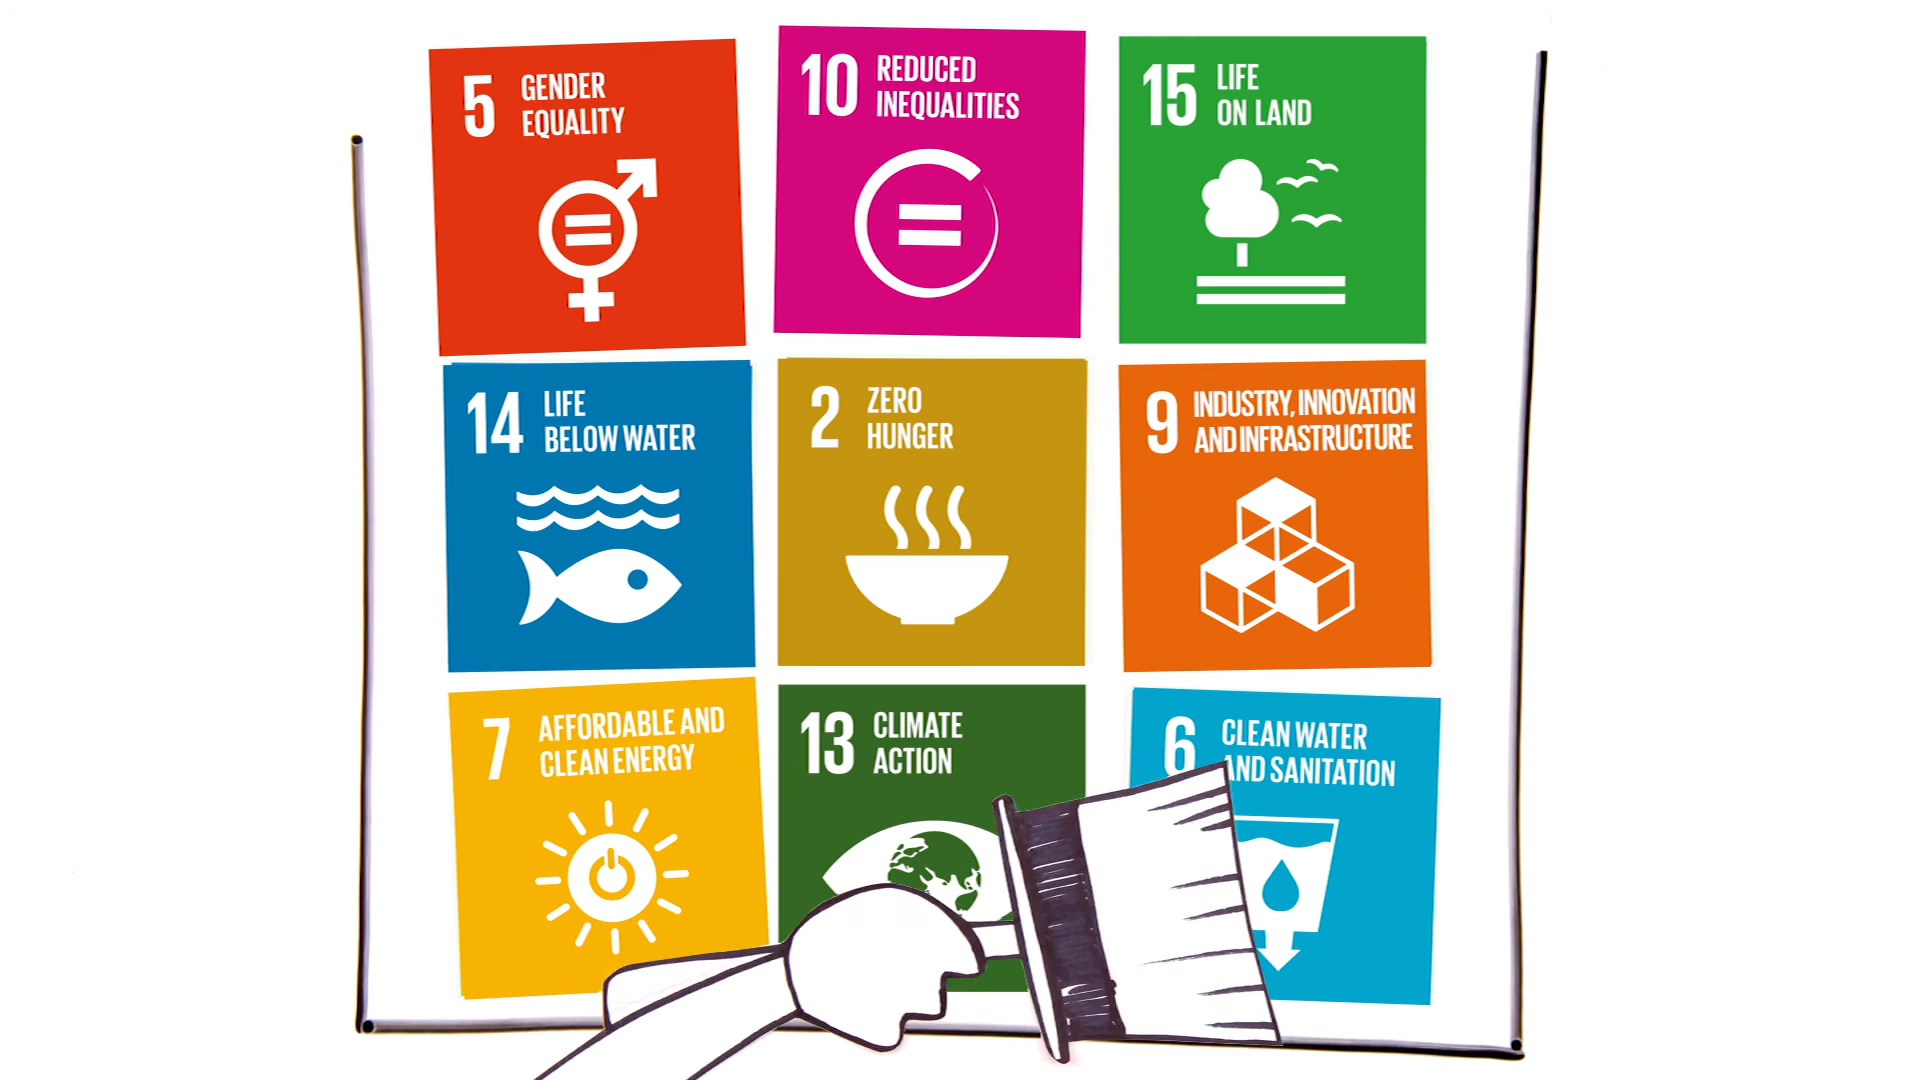 5
GENDER
EQUALITY
10
REDUCED
INEQUALITIES
15
LIFE
ON LAND
14
LIFE
BELOW WATER
2
ZERO
HUNGER
9
INDUSTRY, INNOVATION
AND INFRASTRUCTURE
7
AFFORDABLE AND
CLEAN ENERGY
13
CLIMATE
ACTION
6
CLEAN WATER
AND SANITATION